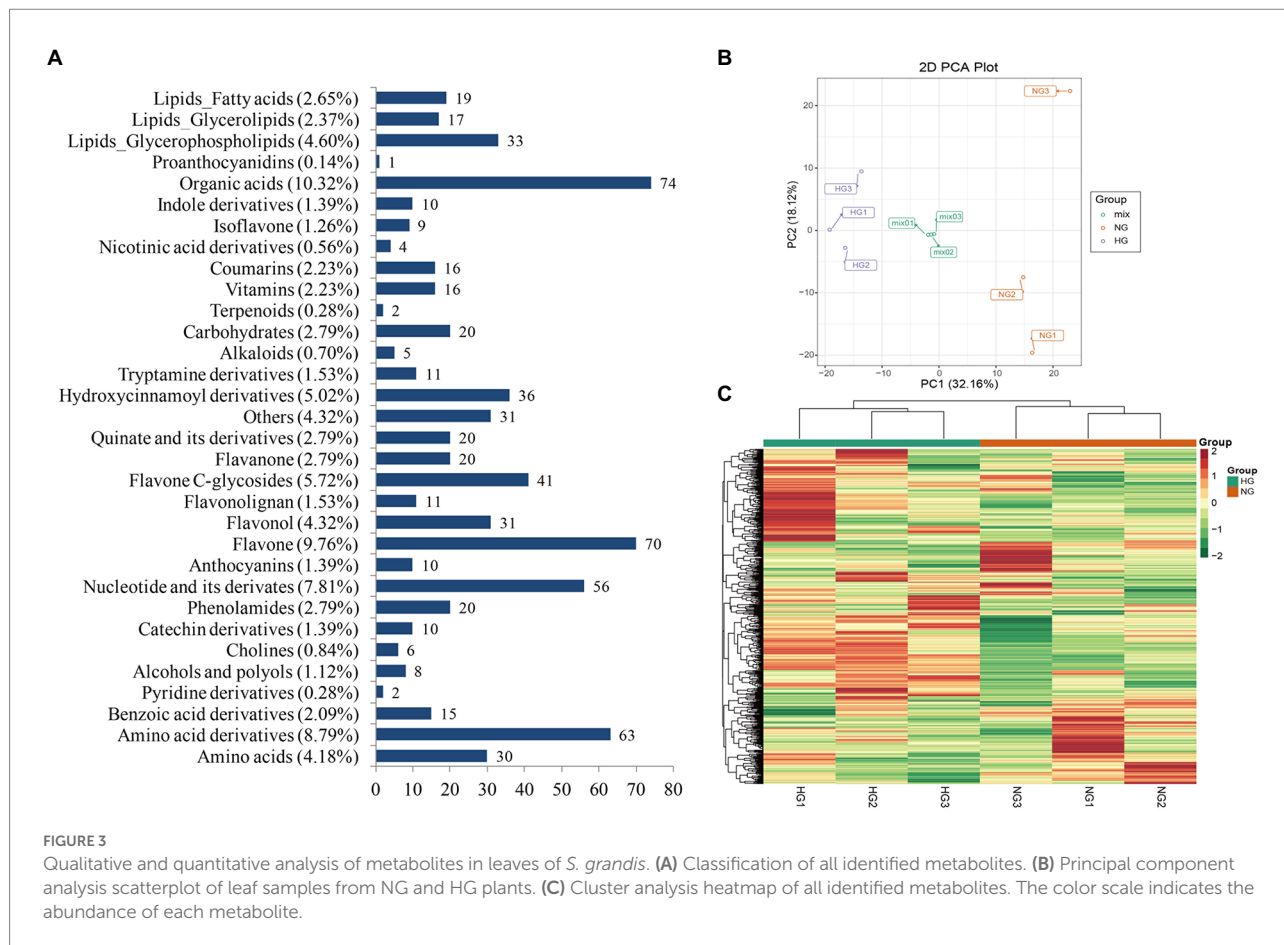 A
Lipids_Fatty acids (2.65%) 19
Lipids_Glycerolipids (2.37%) 17
Lipids_Glycerophospholipids (4.60%) 33
Proanthocyanidins (0.14%) 1
Organic acids (10.32%) 74
Indole derivatives (1.39%) 10
Isoflavone (1.26%) 9
Nicotinic acid derivatives (0.56%) 4
Coumarins (2.23%) 16
Vitamins (2.23%) 16
Terpenoids (0.28%) 2
Carbohydrates (2.79%) 20
Alkaloids (0.70%) 5
Tryptamine derivatives (1.53%) 11
Hydroxycinnamoyl derivatives (5.02%) 36
Others (4.32%) 31
Quinate and its derivatives (2.79%) 20
Flavanone (2.79%) 20
Flavone C-glycosides (5.72%) 41
Flavonolignan (1.53%) 11
Flavonol (4.32%) 31
Flavone (9.76%) 70
Anthocyanins (1.39%) 10
Nucleotide and its derivates (7.81%) 56
Phenolamides (2.79%) 20
Catechin derivatives (1.39%) 10
Cholines (0.84%) 6
Alcohols and polyols (1.12%) 8
Pyridine derivatives (0.28%) 2
Benzoic acid derivatives (2.09%) 15
Amino acid derivatives (8.79%) 63
Amino acids (4.18%) 30
0 10 20 30 40 50 60 70 80
B
2D PCA Plot
PC2 (18.12%)
20
10
0
−10
−20
NG3
HG3
HG1
HG2
mix01
mix03
mix02
NG2
NG1
−20 −10 0 10 20
PC1 (32.16%)
Group
mix
NG
HG
C
Group
2
1
0
−1
−2
Group
HG
NG
HG1 HG2 HG3 NG3 NG1 NG2
FIGURE 3
Qualitative and quantitative analysis of metabolites in leaves of S. grandis. (A) Classification of all identified metabolites. (B) Principal component
analysis scatterplot of leaf samples from NG and HG plants. (C) Cluster analysis heatmap of all identified metabolites. The color scale indicates the
abundance of each metabolite.